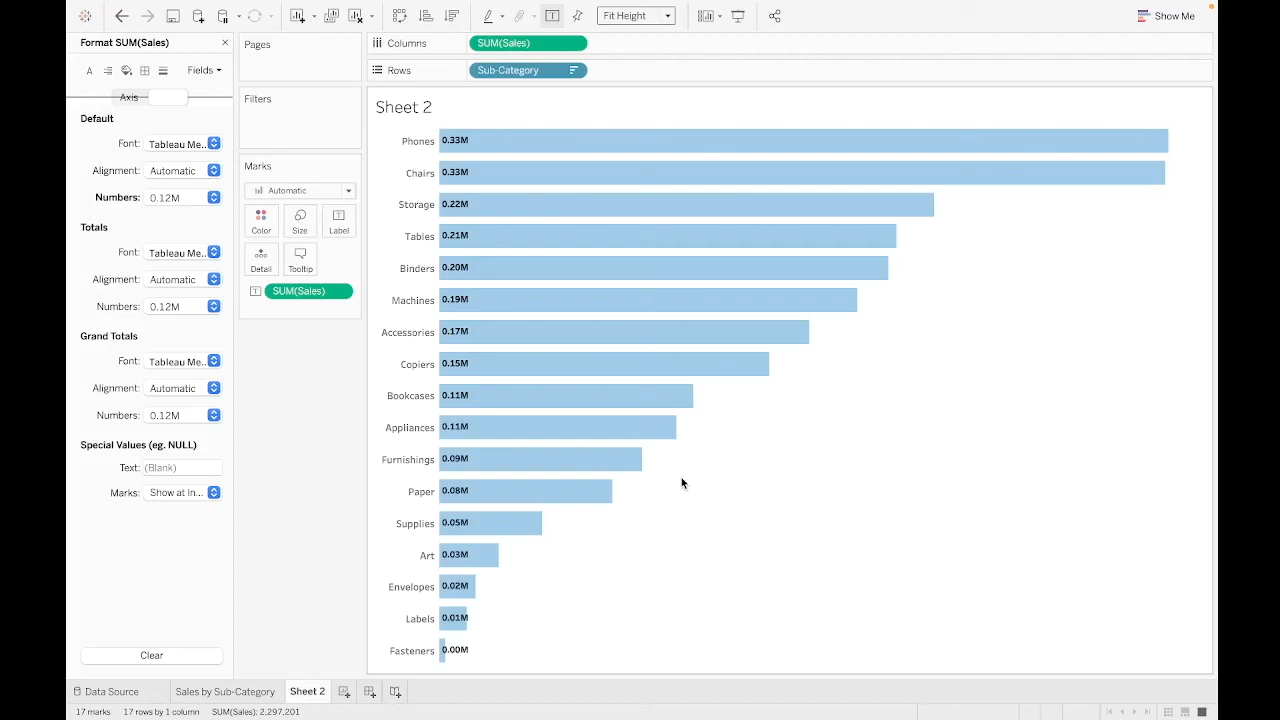 Fit Height
Show Me
Format SUM(Sales)
Fields
Axis
Default
Font: Tableau Me..
Alignment: Automatic
Numbers: 0.12M
Totals
Font: Tableau Me..
Alignment: Automatic
Numbers: 0.12M
Grand Totals
Font: Tableau Me..
Alignment: Automatic
Numbers: 0.12M
Special Values (eg. NULL)
Text: (Blank)
Marks: Show at In...
Clear
Pages
Filters
Marks
Automatic
Color
Size
Label
Detail
Tooltip
SUM(Sales)
Columns
SUM(Sales)
Rows
Sub-Category
Sheet 2
Phones 0.33M
Chairs 0.33M
Storage 0.22M
Tables 0.21M
Binders 0.20M
Machines 0.19M
Accessories 0.17M
Copiers 0.15M
Bookcases 0.11M
Appliances 0.11M
Furnishings 0.09M
Paper 0.08M
Supplies 0.05M
Art 0.03M
Envelopes 0.02M
Labels 0.01M
Fasteners 0.00M
Data Source
Sales by Sub-Category
Sheet 2
17 marks
17 rows by 1 column
SUM(Sales): 2,297,201